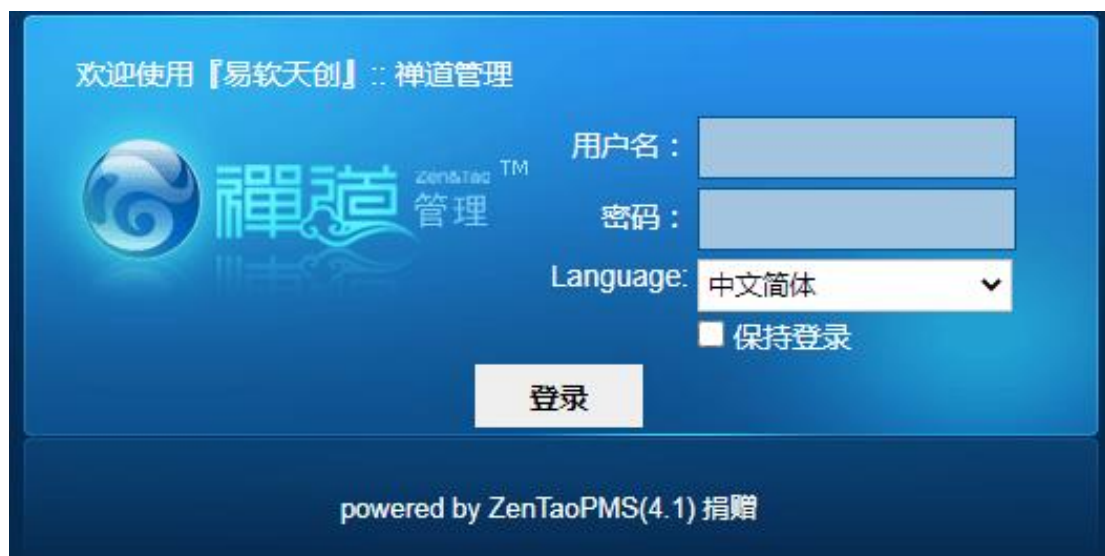 欢迎使用『易软天创』:: 禅道管理
禪道 Zen&Tao 管理 TM
用户名：
密码：
Language: 中文简体
保持登录
登录
powered by ZenTaoPMS(4.1) 捐赠